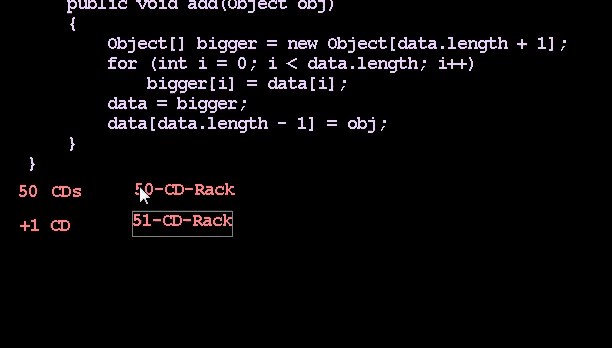 public void add(Object obj)
{
Object[] bigger = new Object[data.length + 1];
for (int i = 0; i < data.length; i++)
bigger[i] = data[i];
data = bigger;
data[data.length - 1] = obj;
}
}
50 CDs 50-CD-Rack
+1 CD 51-CD-Rack